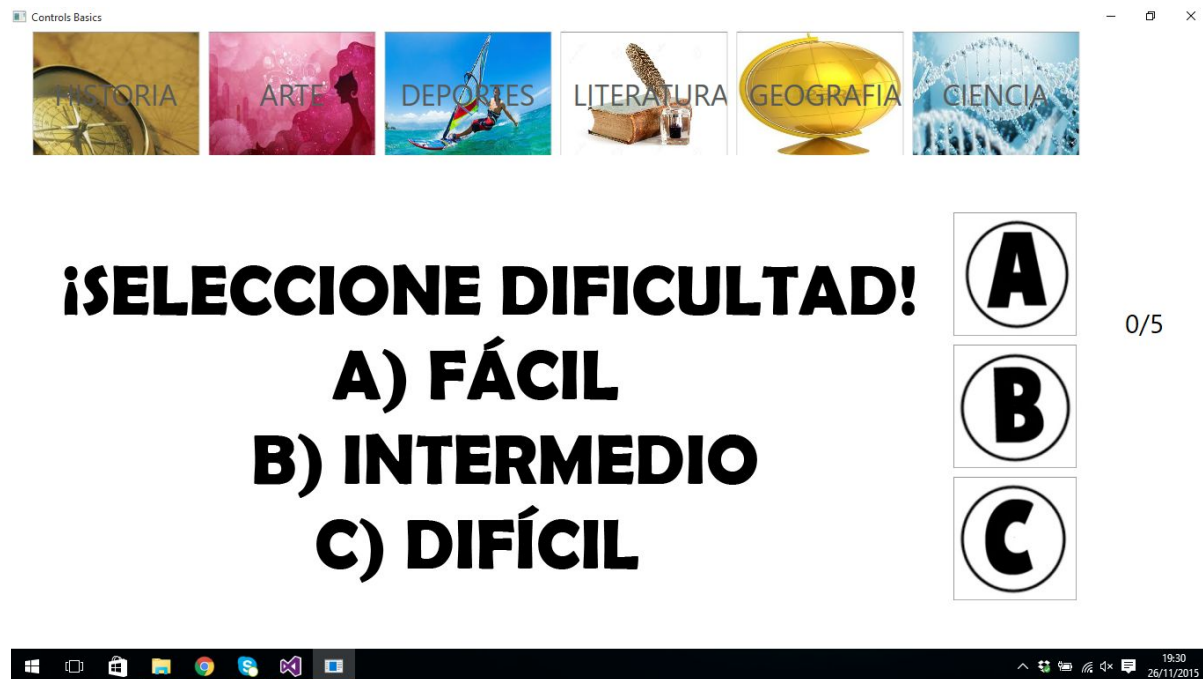 Controls Basics
HISTORIA ARTE DEPORTES LITERATURA GEOGRAFIA CIENCIA
¡SELECCIONE DIFICULTAD!
A) FÁCIL
B) INTERMEDIO
C) DIFÍCIL
A
B
C
0/5
19:30
26/11/2015